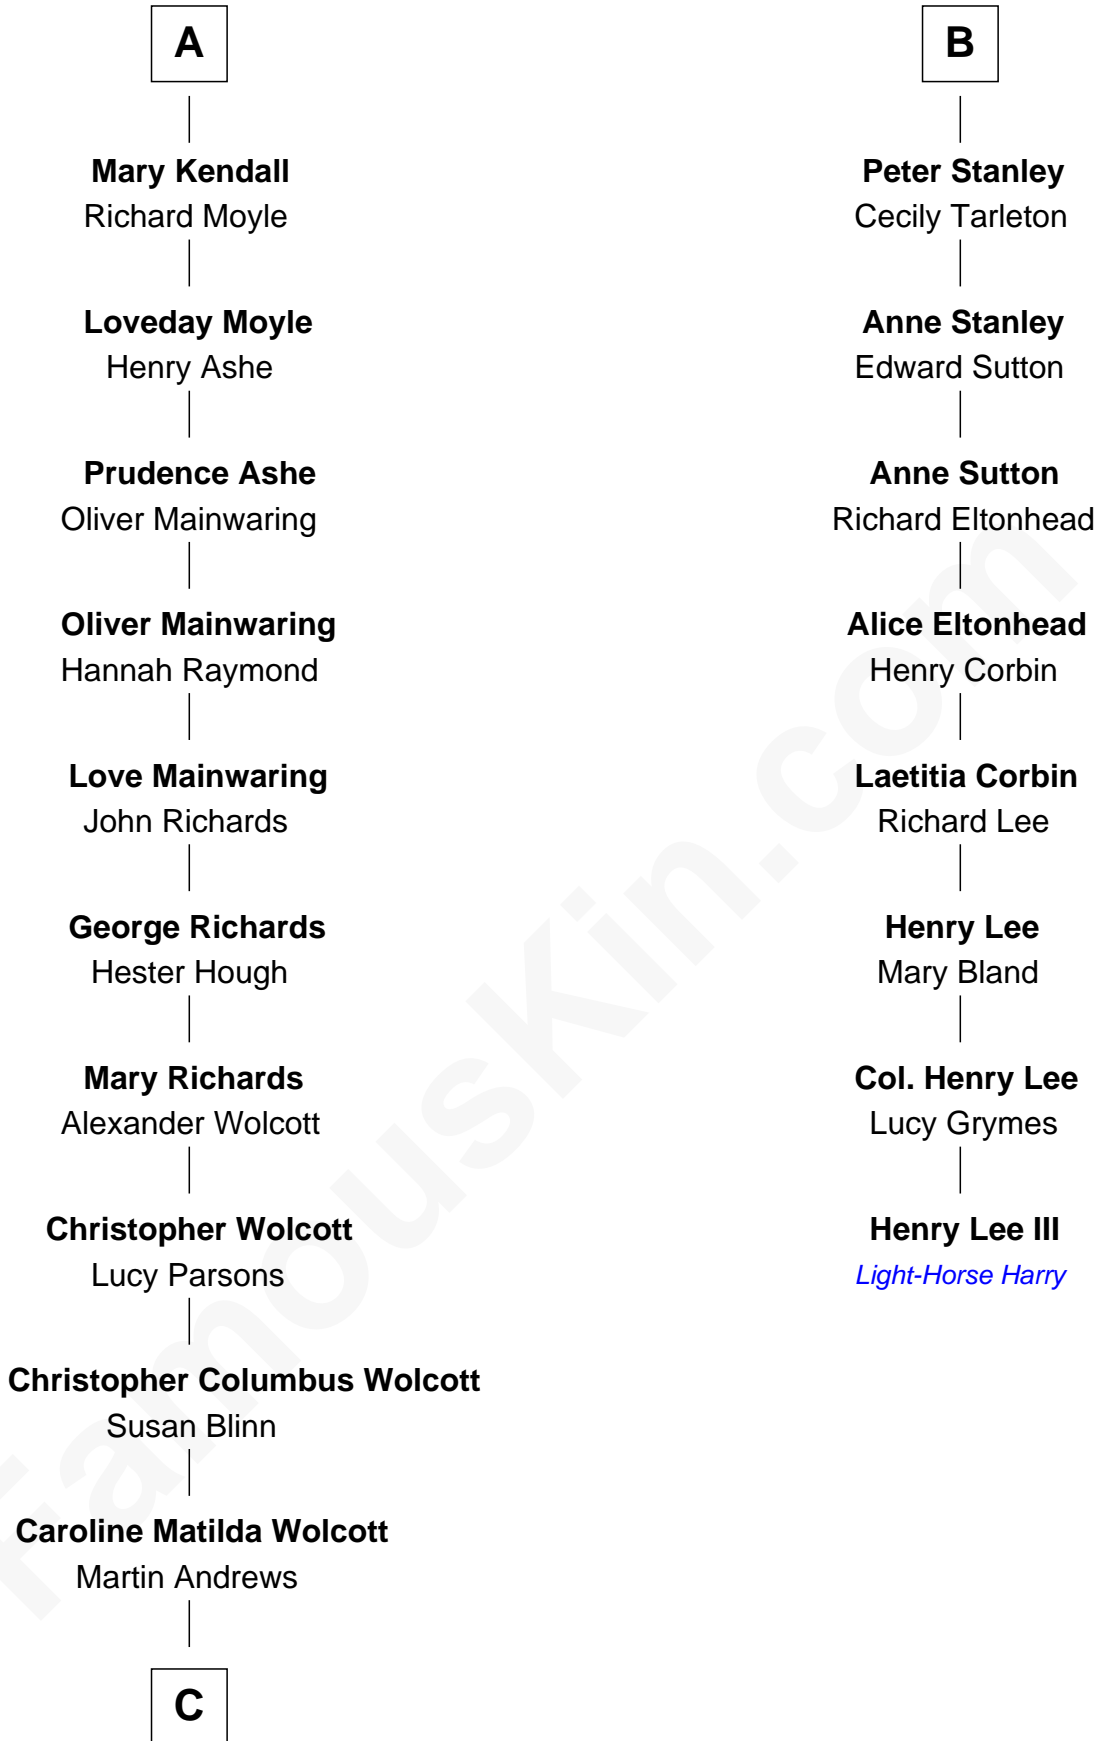 A
Mary Kendall
Richard Moyle
Loveday Moyle
Henry Ashe
Prudence Ashe
Oliver Mainwaring
Oliver Mainwaring
Hannah Raymond
Love Mainwaring
John Richards
George Richards
Hester Hough
Mary Richards
Alexander Wolcott
Christopher Wolcott
Lucy Parsons
Christopher Columbus Wolcott
Susan Blinn
Caroline Matilda Wolcott
Martin Andrews
C
B
Peter Stanley
Cecily Tarleton
Anne Stanley
Edward Sutton
Anne Sutton
Richard Eltonhead
Alice Eltonhead
Henry Corbin
Laetitia Corbin
Richard Lee
Henry Lee
Mary Bland
Col. Henry Lee
Lucy Grymes
Henry Lee III
Light-Horse Harry
FamousKin.com